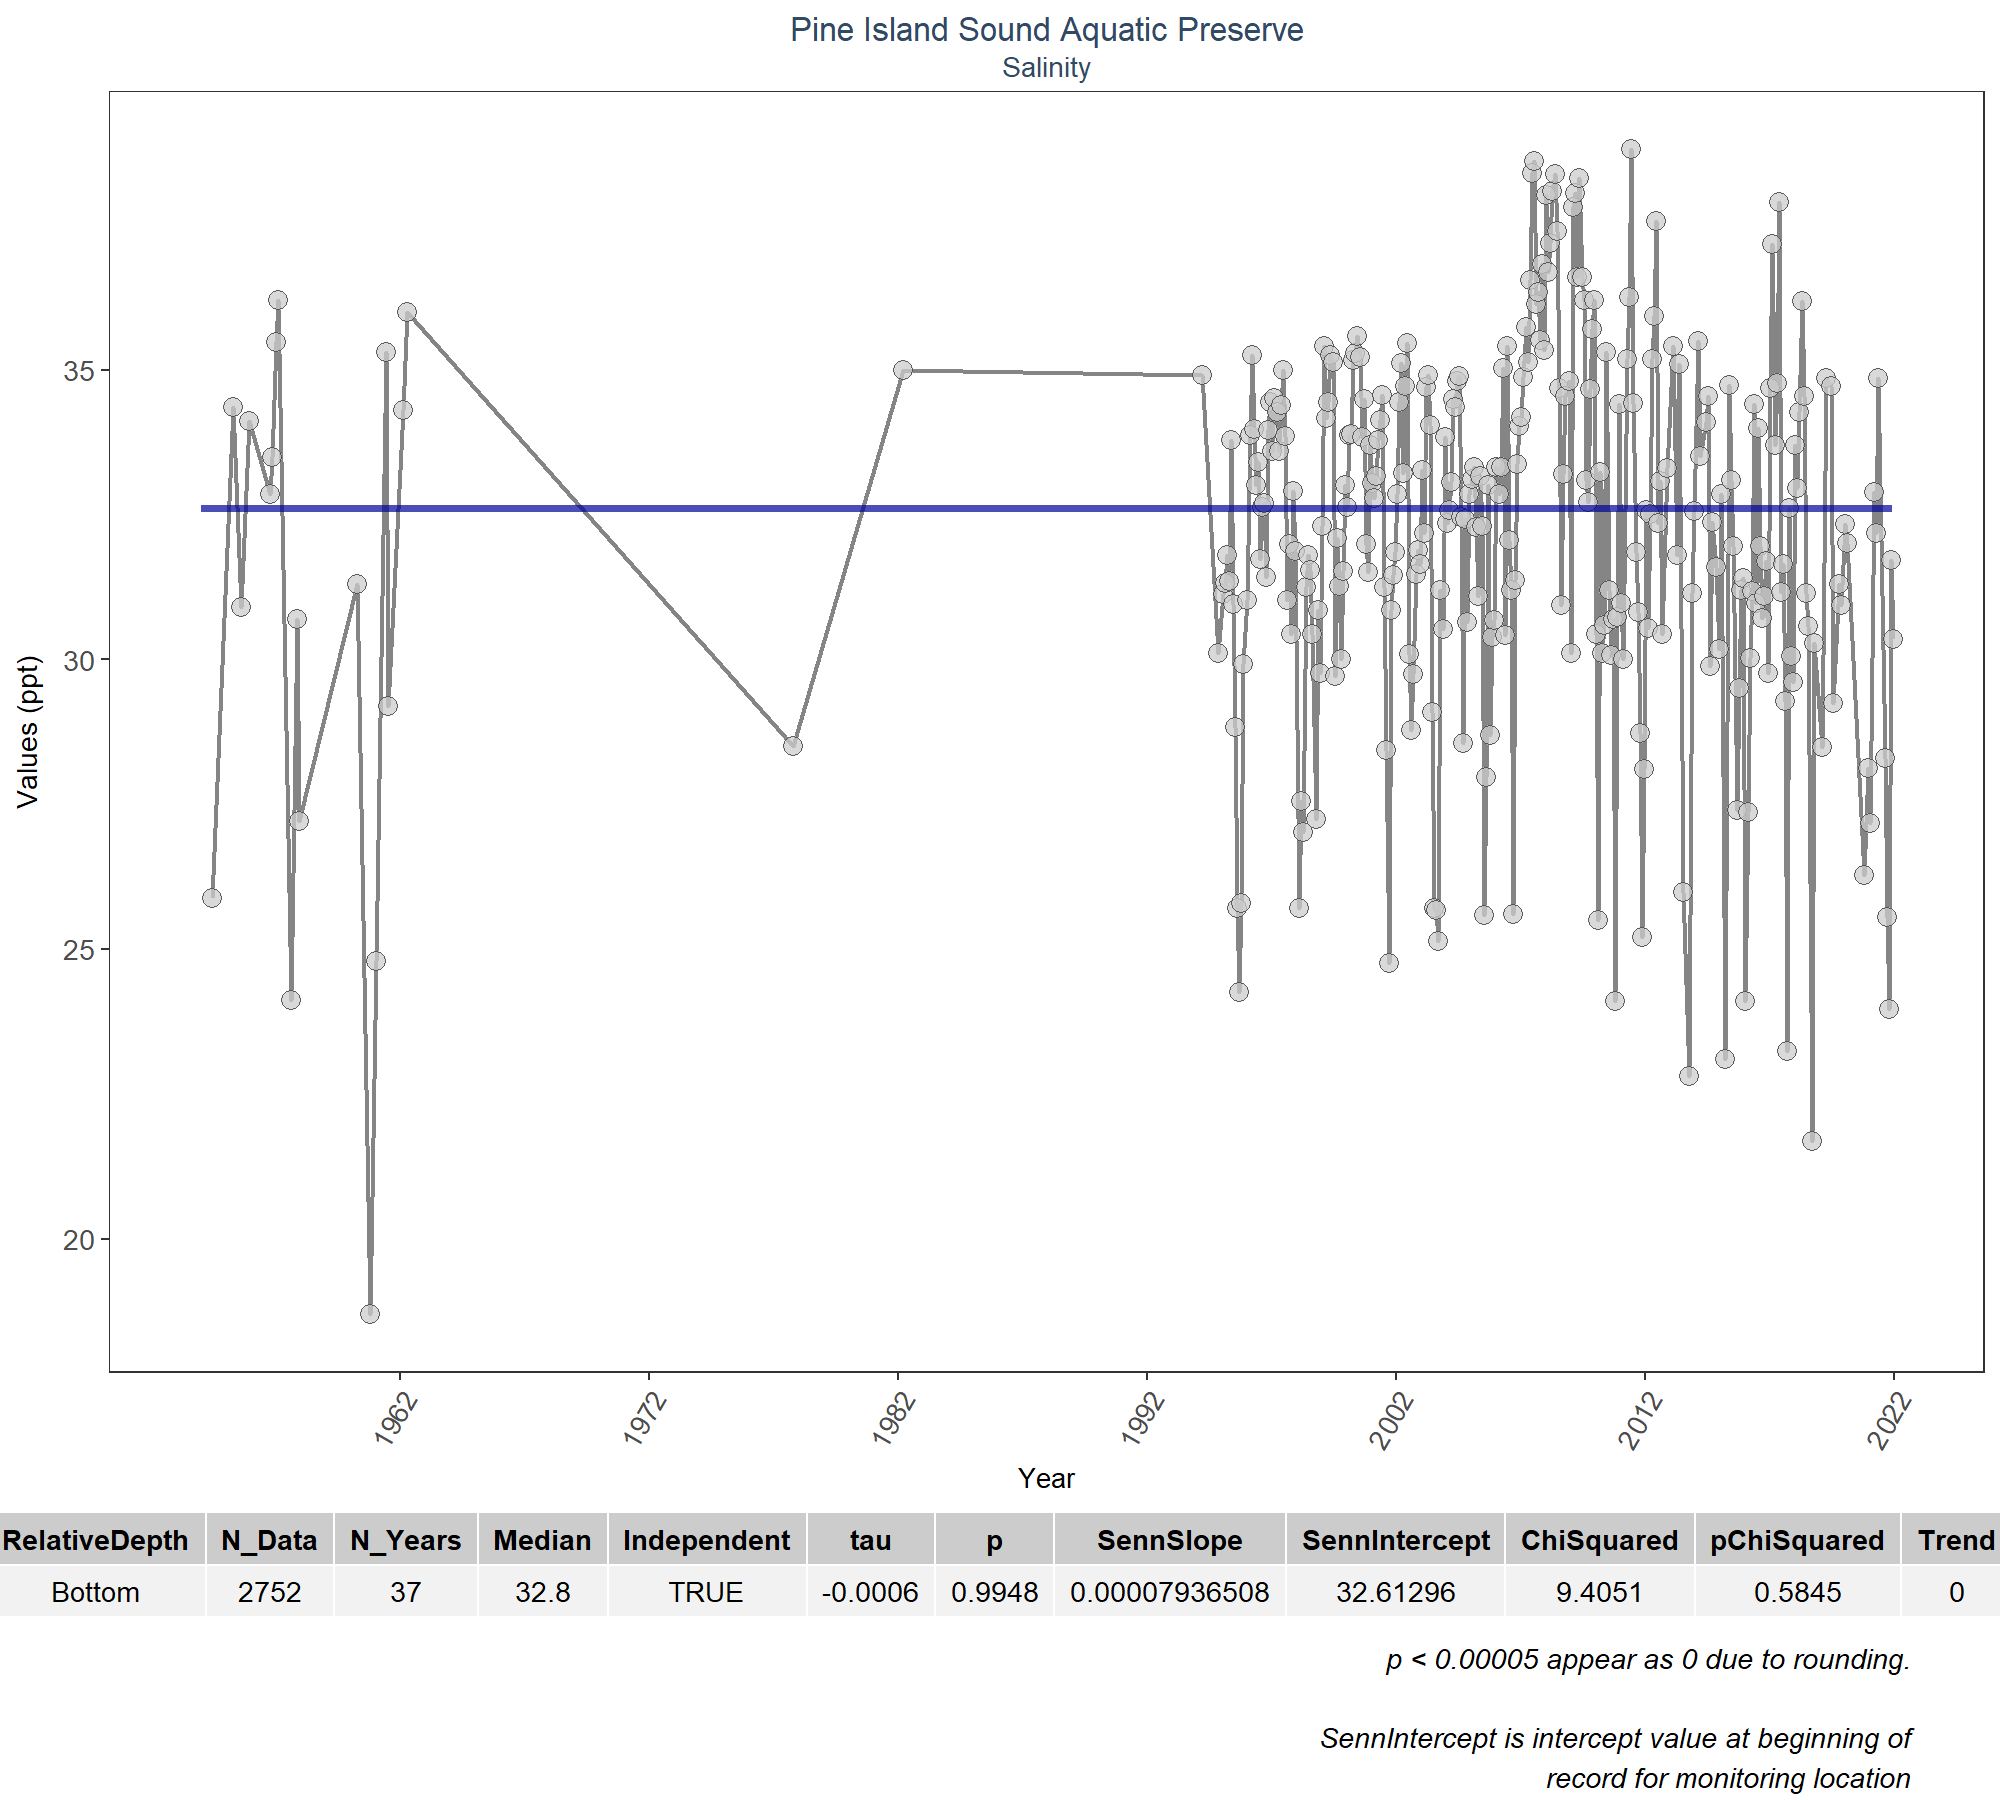 Pine Island Sound Aquatic Preserve
Salinity
Values (ppt)
35
30
25
20
1962
1972
1982
1992
2002
2012
2022
Year
RelativeDepth N_Data N_Years Median Independent tau p SennSlope SennIntercept ChiSquared pChiSquared Trend
Bottom 2752 37 32.8 TRUE -0.0006 0.9948 0.00007936508 32.61296 9.4051 0.5845 0
p < 0.00005 appear as 0 due to rounding.
SennIntercept is intercept value at beginning of
record for monitoring location